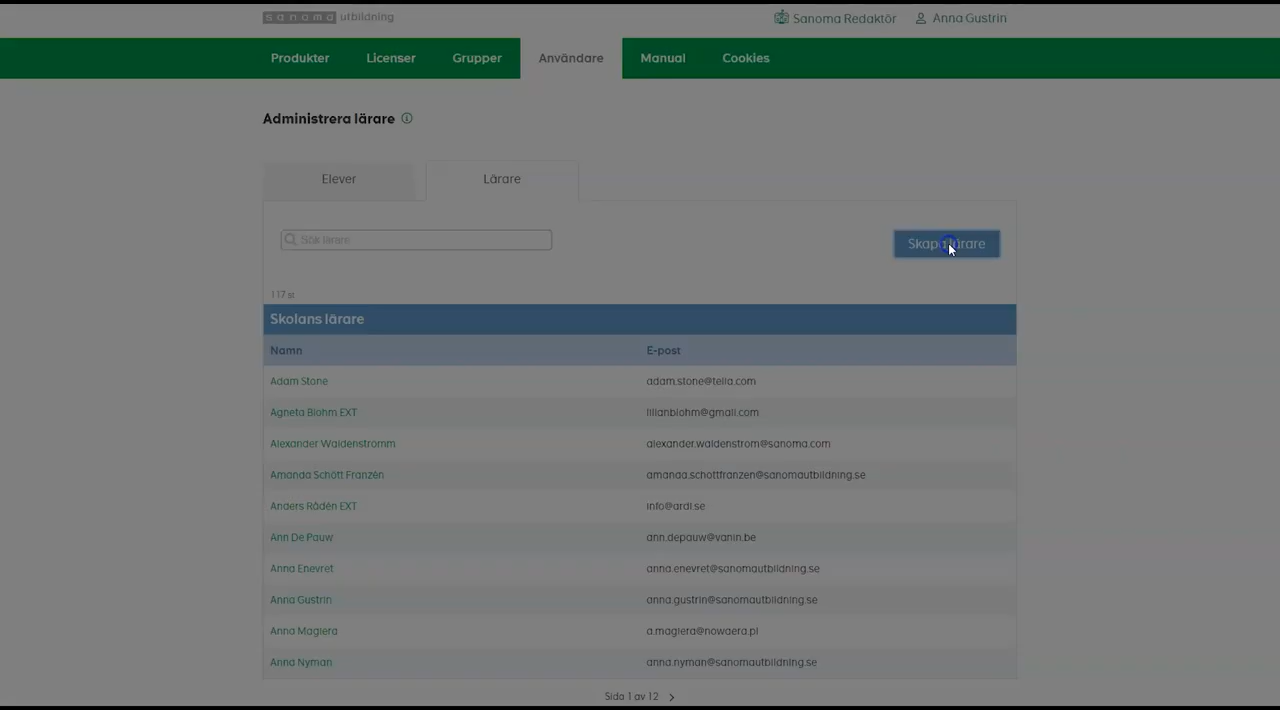 sanoma utbildning
Sanoma Redaktör
Anna Gustrin
Produkter
Licenser
Grupper
Användare
Manual
Cookies
Administrera lärare
Elever
Lärare
Sök lärare
Skapa lärare
117 st
Skolans lärare
Namn
E-post
Adam Stone
adam.stone@telia.com
Agneta Blohm EXT
lillanblohm@gmail.com
Alexander Waldenstromm
alexander.waldenstrom@sanoma.com
Amanda Schött Franzén
amanda.schottfranzen@sanomautbildning.se
Anders Rådén EXT
info@ardi.se
Ann De Pauw
ann.depauw@vanin.be
Anna Enevret
anna.enevret@sanomautbildning.se
Anna Gustrin
anna.gustrin@sanomautbildning.se
Anna Magiera
a.magiera@nowaera.pl
Anna Nyman
anna.nyman@sanomautbildning.se
Sida 1 av 12